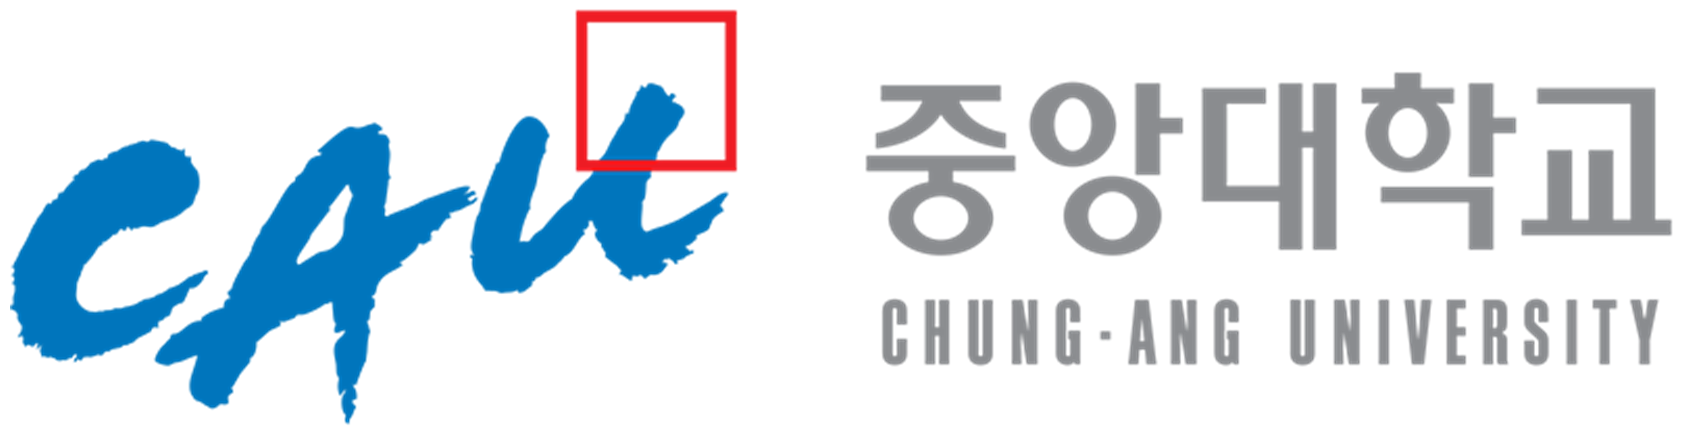 CAU
중앙대학교
CHUNG-ANG UNIVERSITY